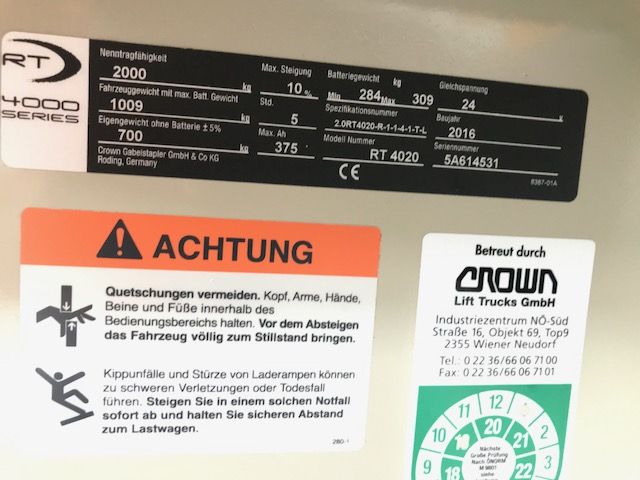 RT
4000
SERIES
Nenntragfähigkeit
2000 kg
Fahrzeuggewicht mit max. Batt. Gewicht
1009 kg
Eigengewicht ohne Batterie ± 5%
700 kg
Crown Gabelstapler GmbH & Co KG
Roding, Germany
Max. Steigung
10 %
Std.
5
Max. Ah
375
Batteriegewicht kg
Min 284 Max 309
Spezifikationsnummer
2.0RT4020-R-1-1-4-1-T-L
Modell Nummer
RT 4020
CE
Gleichspannung
24 v
Baujahr
2016
Seriennummer
5A614531
8387-01A
ACHTUNG
Quetschungen vermeiden. Kopf, Arme, Hände,
Beine und Füße innerhalb des
Bedienungsbereichs halten. Vor dem Absteigen
das Fahrzeug völlig zum Stillstand bringen.
Kippunfälle und Stürze von Laderampen können
zu schweren Verletzungen oder Todesfall
führen. Steigen Sie in einem solchen Notfall
sofort ab und halten Sie sicheren Abstand
zum Lastwagen.
280-1
Betreut durch
CROWN
Lift Trucks GmbH
Industriezentrum NÖ-Süd
Straße 16, Objekt 69, Top9
2355 Wiener Neudorf
Tel.: 0 22 36/66 06 7100
Fax: 0 22 36/66 06 7101
9 10 11 12 1 2 3
18 19 20 21 22
Nächste
Große Prüfung
Nach ÖNORM
M 9801
siehe